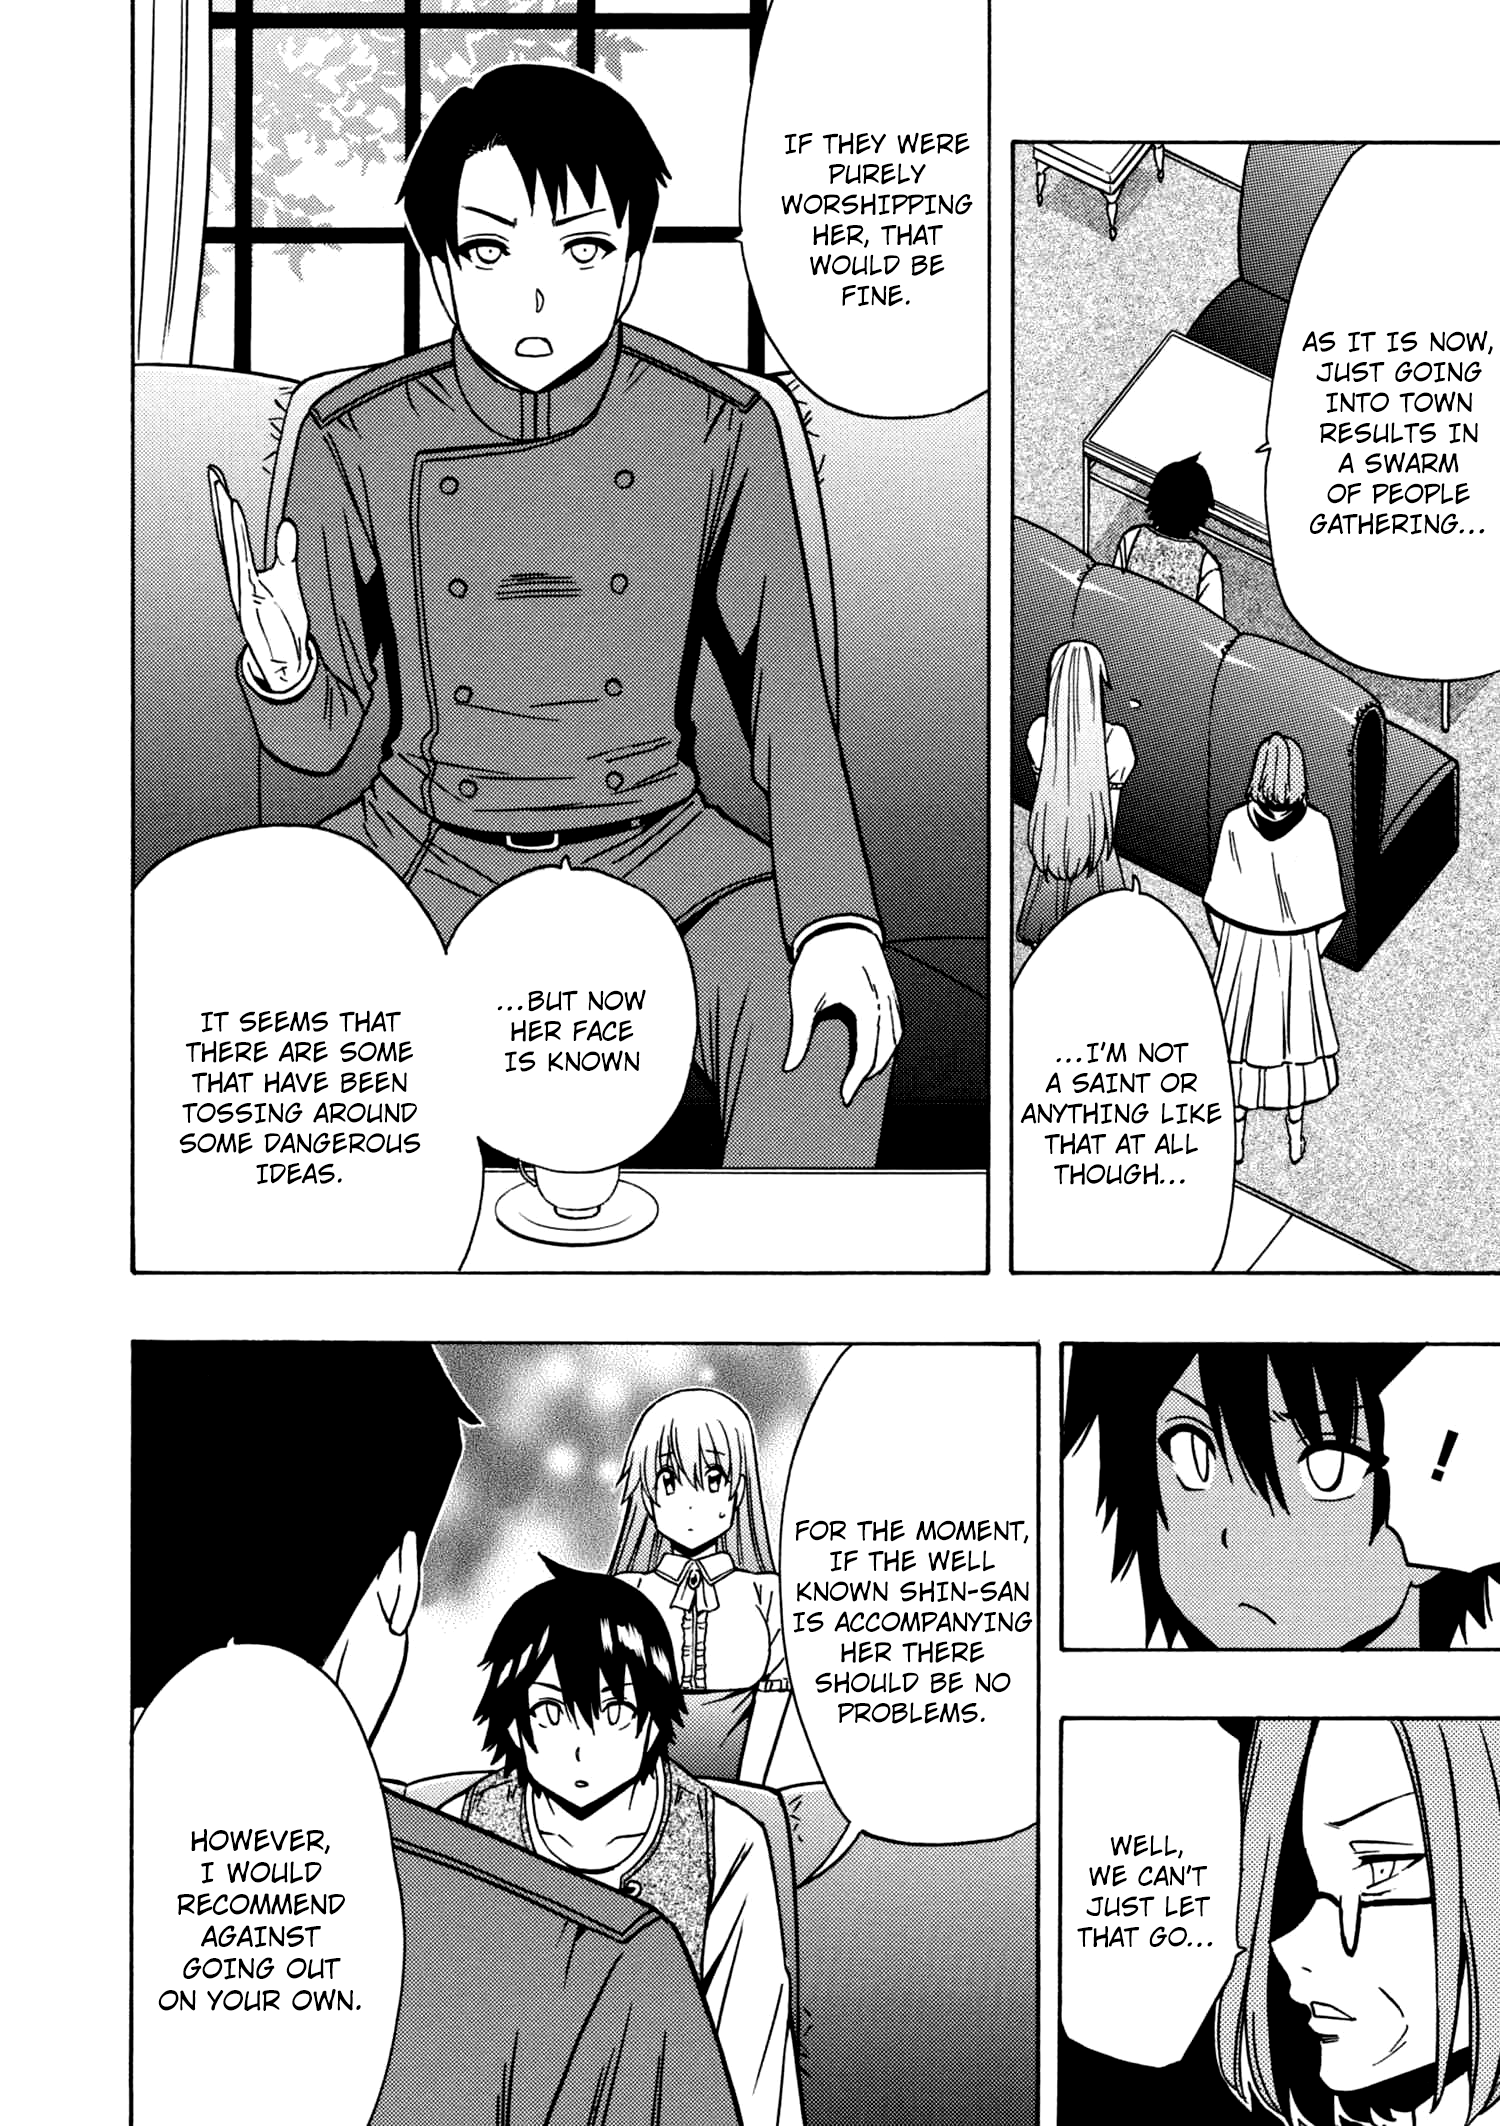 AS IT IS NOW,
JUST GOING
INTO TOWN
RESULTS IN
A SWARM
OF PEOPLE
GATHERING...
...I'M NOT
A SAINT OR
ANYTHING LIKE
THAT AT ALL
THOUGH...
IF THEY WERE
PURELY
WORSHIPPING
HER, THAT
WOULD BE
FINE.
...BUT NOW
HER FACE
IS KNOWN
IT SEEMS THAT
THERE ARE SOME
THAT HAVE BEEN
TOSSING AROUND
SOME DANGEROUS
IDEAS.
!
WELL,
WE CAN'T
JUST LET
THAT GO...
FOR THE MOMENT,
IF THE WELL
KNOWN SHIN-SAN
IS ACCOMPANYING
HER THERE
SHOULD BE NO
PROBLEMS.
HOWEVER,
I WOULD
RECOMMEND
AGAINST
GOING OUT
ON YOUR OWN.